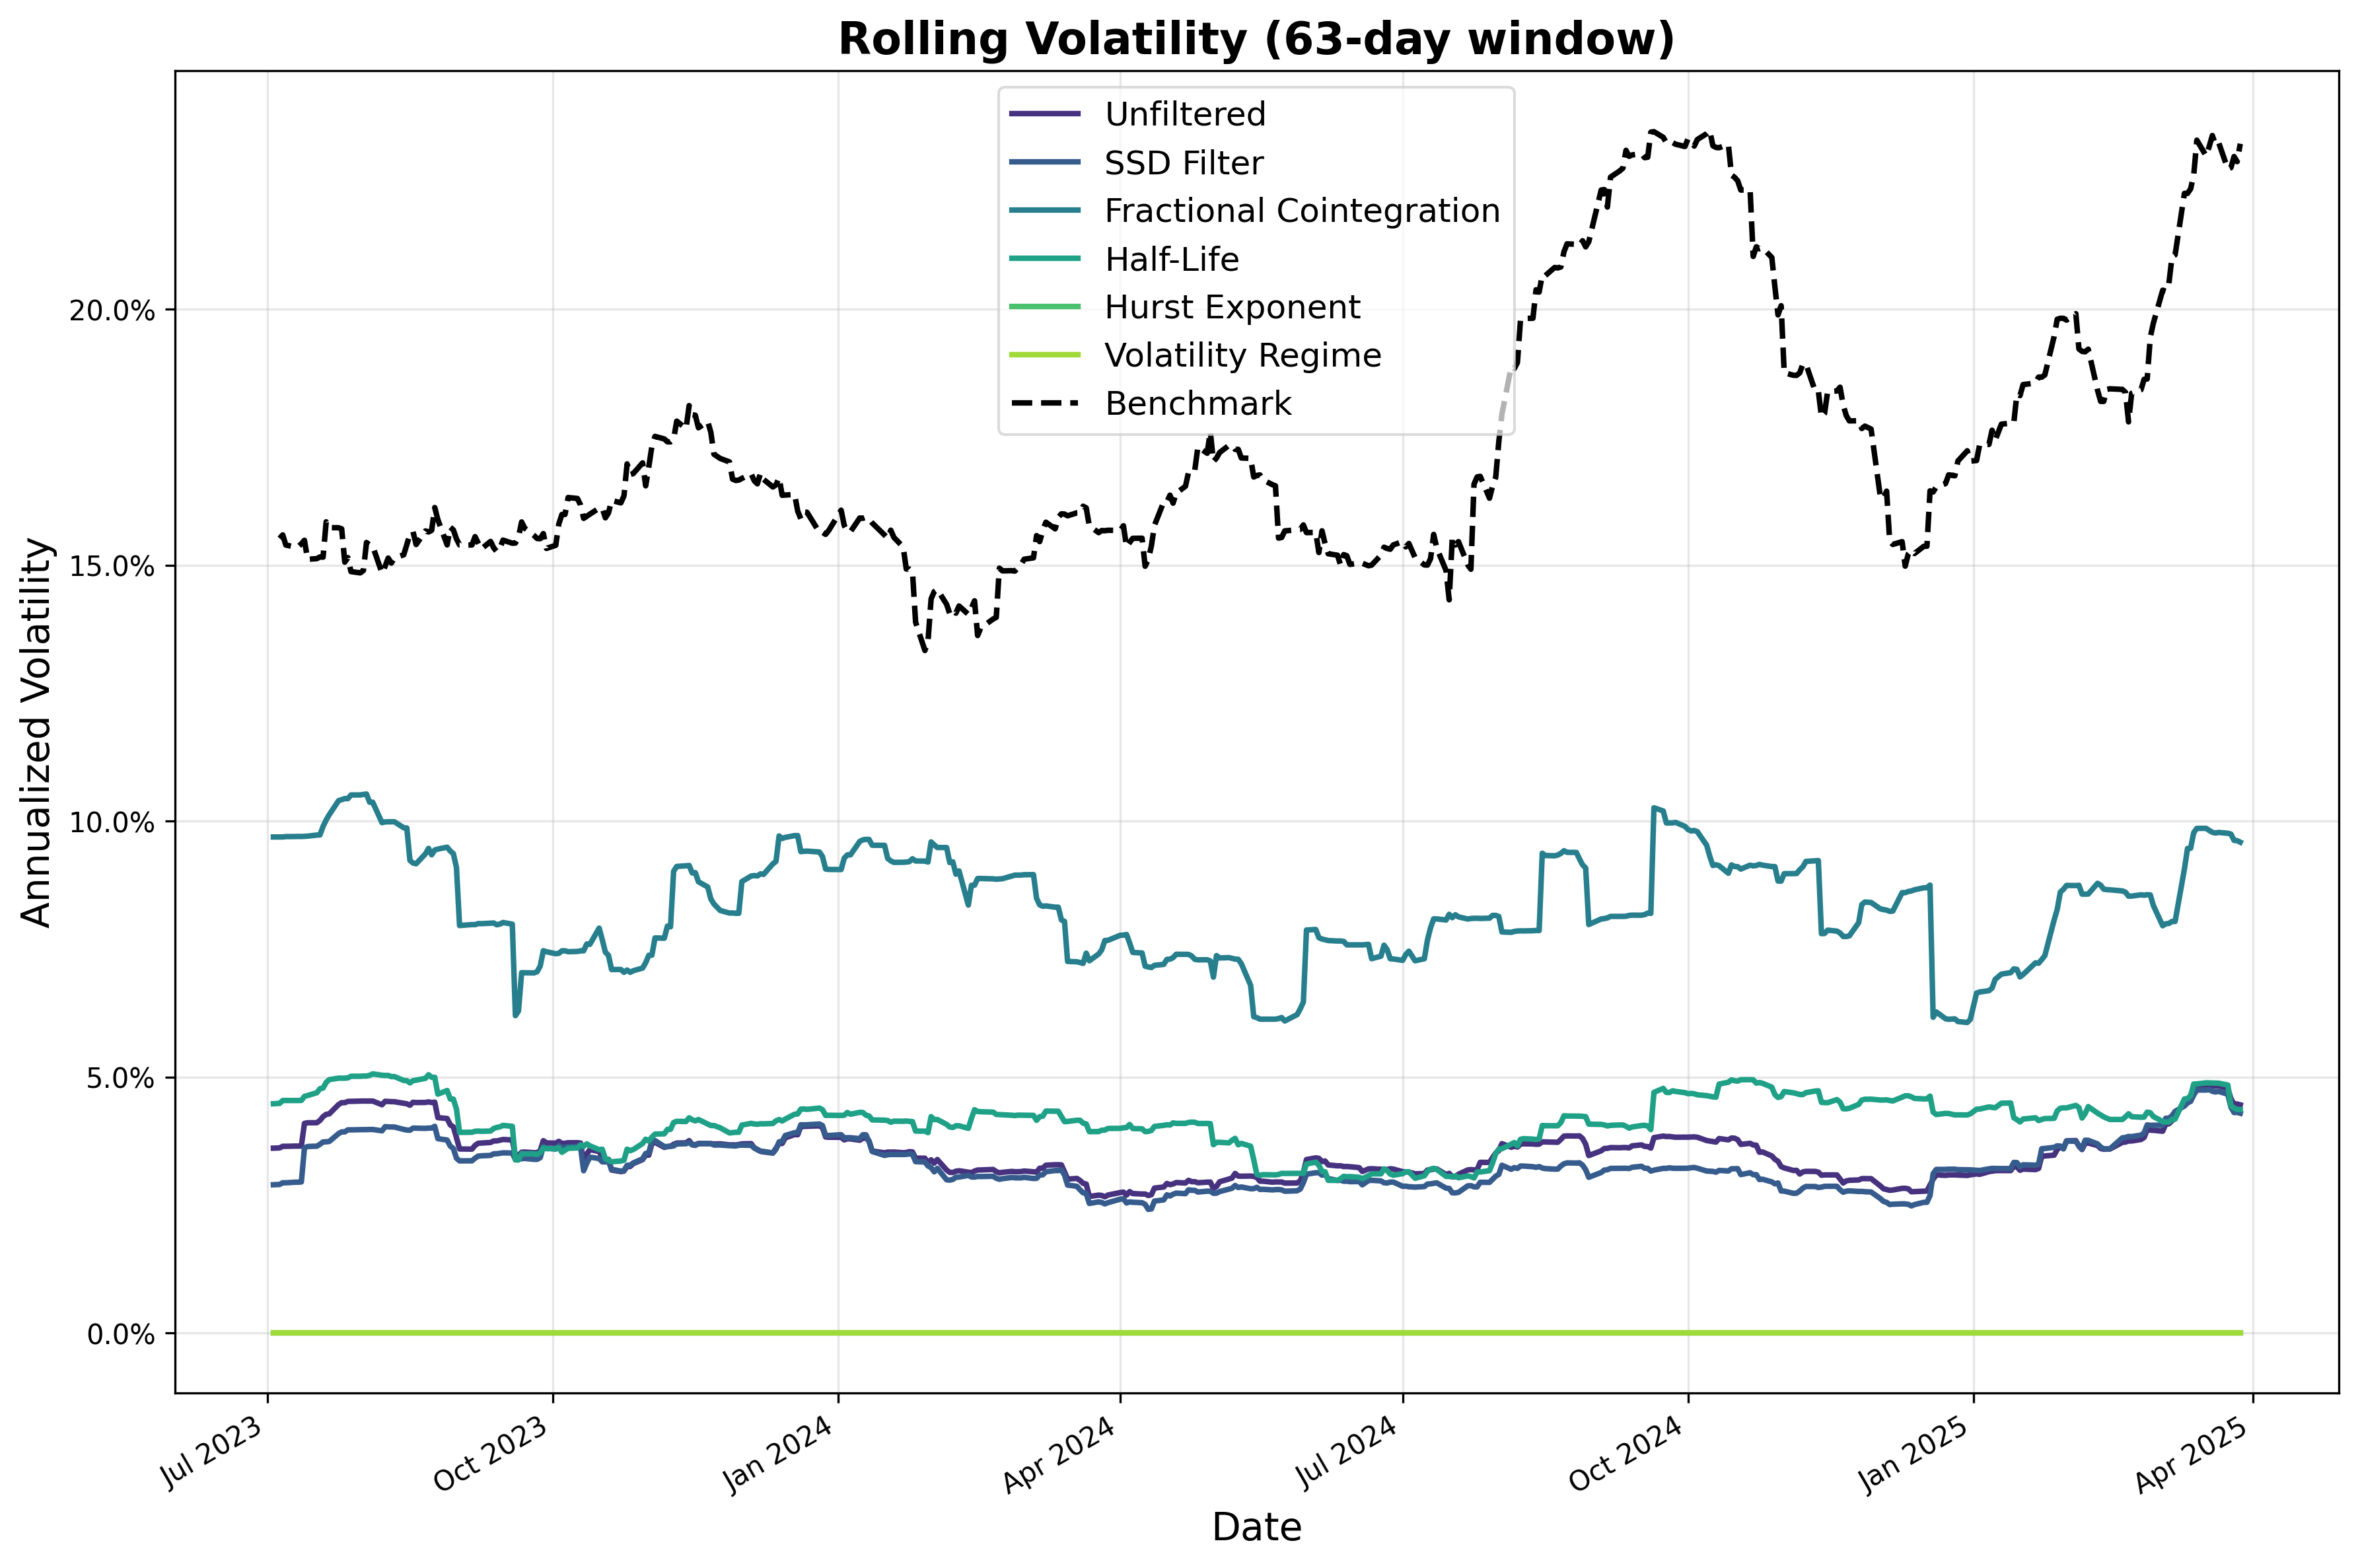 Rolling Volatility (63-day window)
Unfiltered
SSD Filter
Fractional Cointegration
Half-Life
Hurst Exponent
Volatility Regime
Benchmark
Annualized Volatility
20.0%
15.0%
10.0%
5.0%
0.0%
Jul 2023
Oct 2023
Jan 2024
Apr 2024
Jul 2024
Oct 2024
Jan 2025
Apr 2025
Date